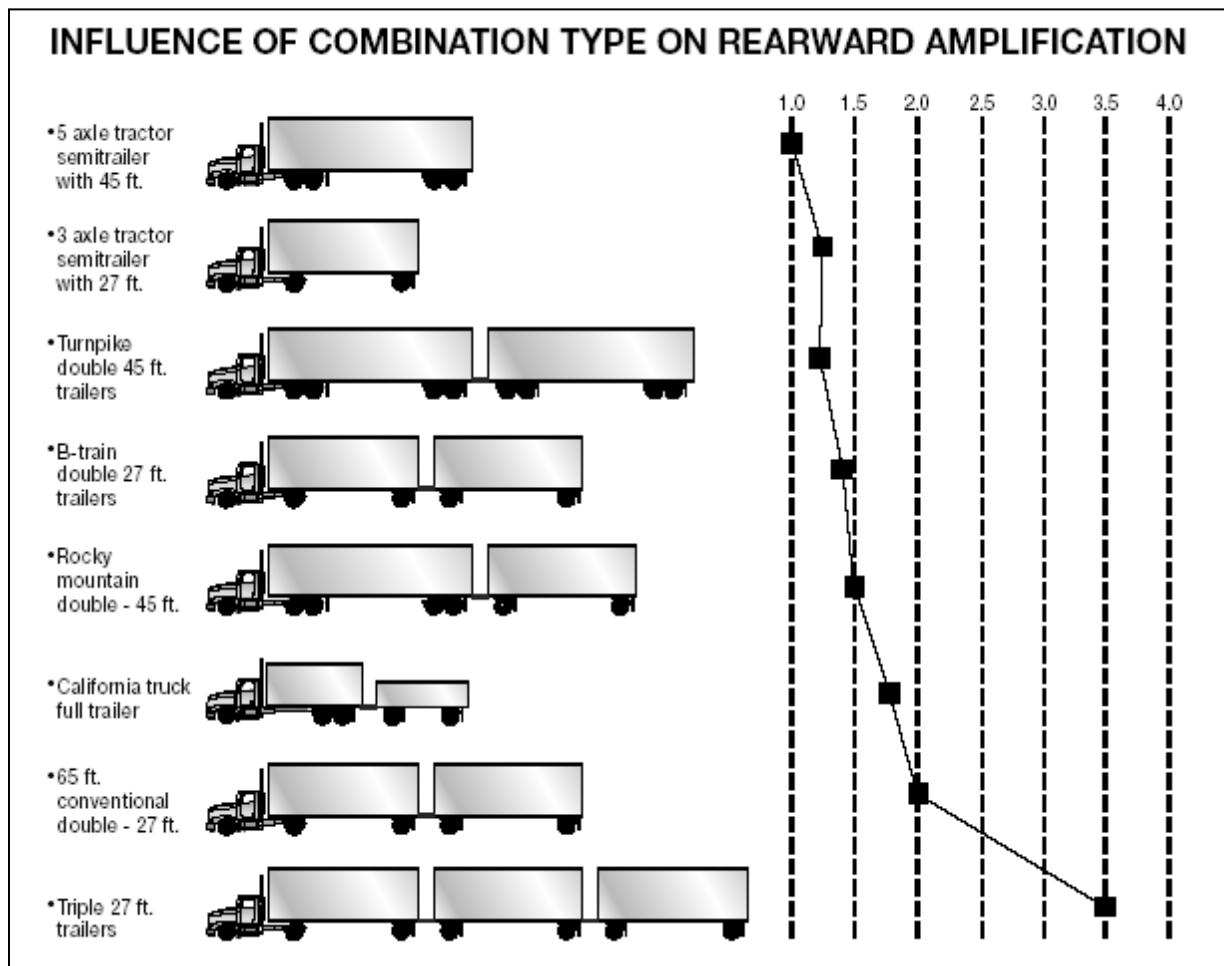 INFLUENCE OF COMBINATION TYPE ON REARWARD AMPLIFICATION
1.0 1.5 2.0 2.5 3.0 3.5 4.0
•5 axle tractor
semitrailer
with 45 ft.
•3 axle tractor
semitrailer
with 27 ft.
•Turnpike
double 45 ft.
trailers
•B-train
double 27 ft.
trailers
•Rocky
mountain
double - 45 ft.
•California truck
full trailer
•65 ft.
conventional
double - 27 ft.
•Triple 27 ft.
trailers